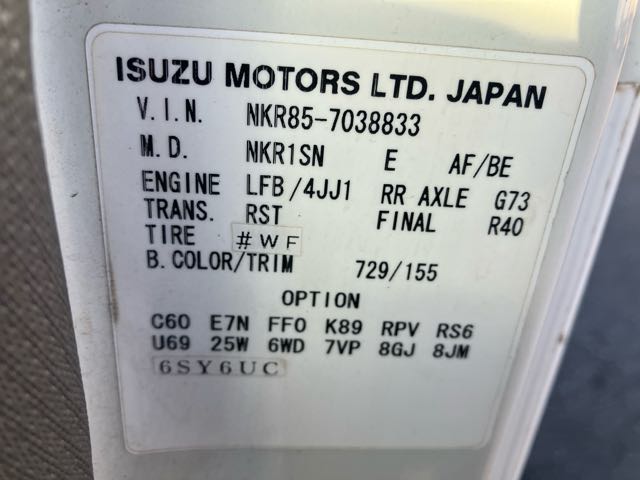 ISUZU MOTORS LTD. JAPAN
V.I.N. NKR85-7038833
M.D. NKR1SN E AF/BE
ENGINE LFB/4JJ1 RR AXLE G73
TRANS. RST FINAL R40
TIRE #WF
B.COLOR/TRIM 729/155
OPTION
C60 E7N FF0 K89 RPV RS6
U69 25W 6WD 7VP 8GJ 8JM
6SY6UC